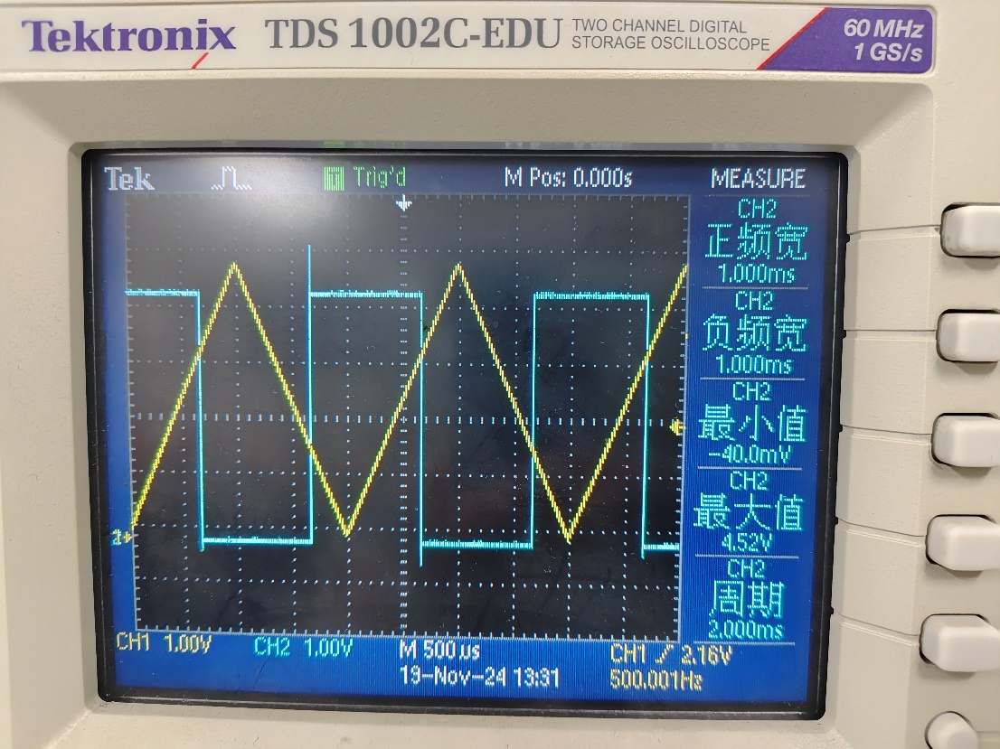 Tektronix TDS 1002C-EDU TWO CHANNEL DIGITAL STORAGE OSCILLOSCOPE 60 MHz 1 GS/s
Tek T Trig'd M Pos: 0.000s MEASURE
CH2
正频宽
1.000ms
CH2
负频宽
1.000ms
CH2
最小值
-40.0mV
CH2
最大值
4.52V
CH2
周期
2.000ms
CH1 1.00V CH2 1.00V M 500us CH1 2.16V
19-Nov-24 13:31 500.001Hz